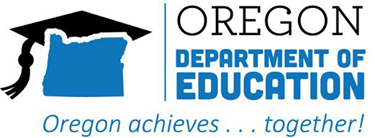 OREGON
DEPARTMENT OF
EDUCATION
Oregon achieves . . . together!